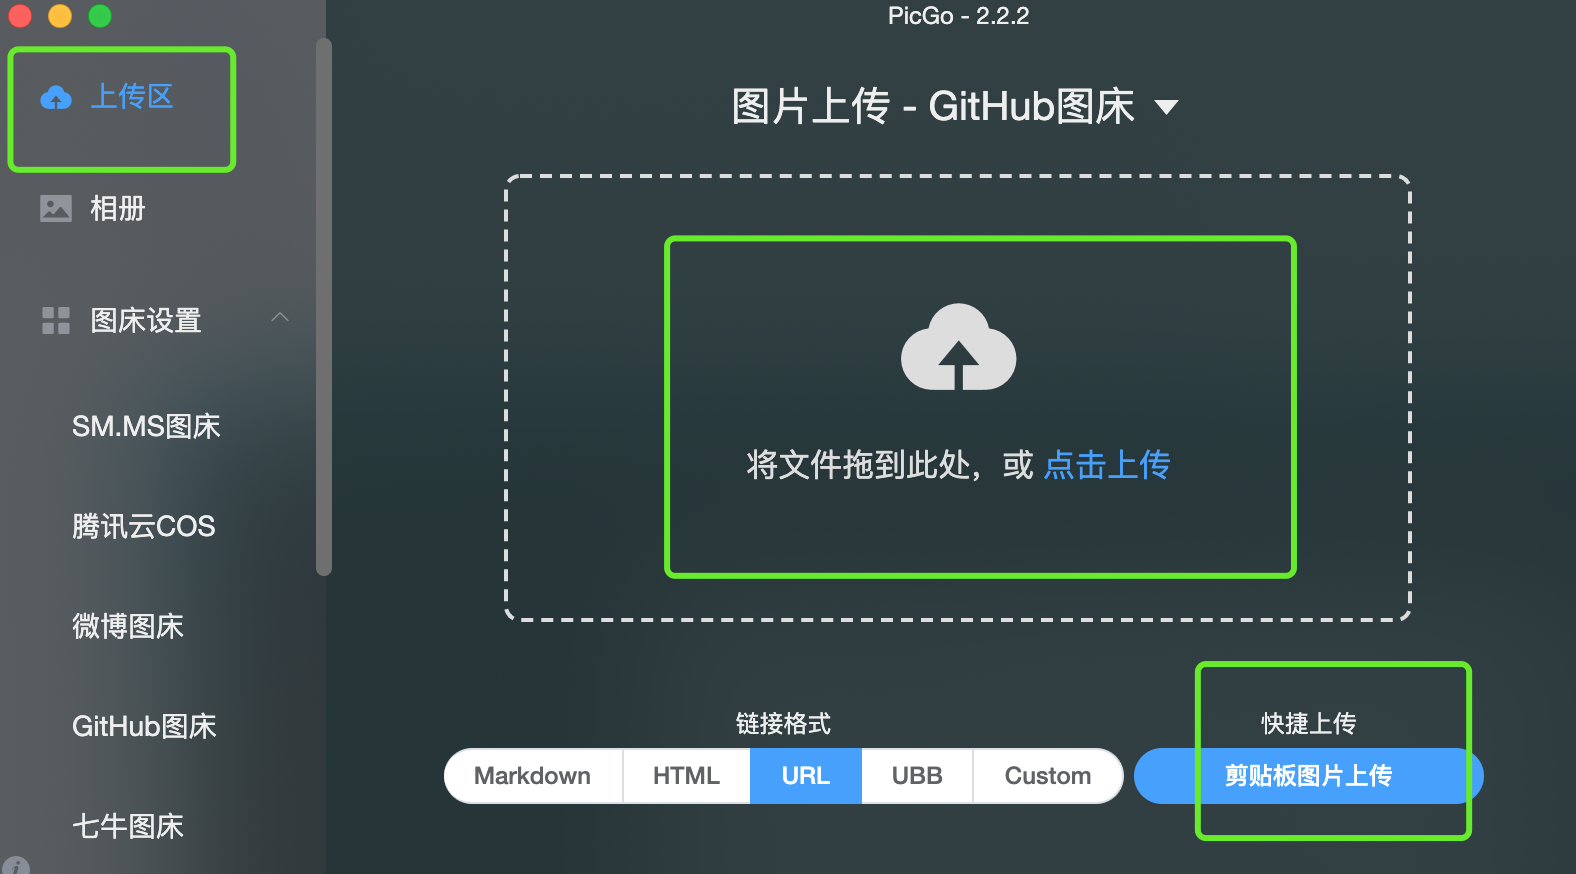 PicGo - 2.2.2
上传区
相册
图床设置
SM.MS图床
腾讯云COS
微博图床
GitHub图床
七牛图床
图片上传 - GitHub图床
将文件拖到此处，或 点击上传
链接格式
Markdown
HTML
URL
UBB
Custom
快捷上传
剪贴板图片上传